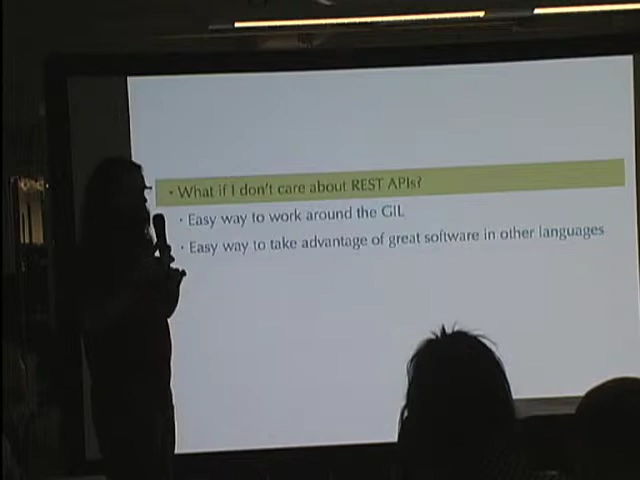 • What if I don't care about REST APIs?
• Easy way to work around the GIL
• Easy way to take advantage of great software in other languages